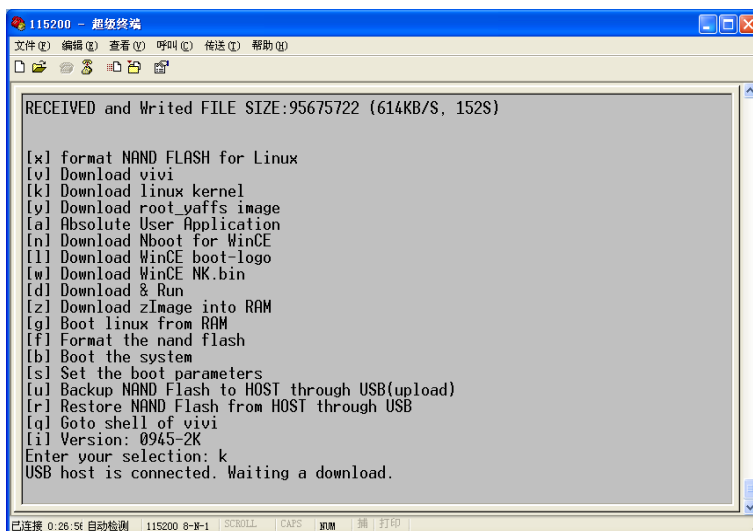 115200 - 超级终端
文件(F) 编辑(E) 查看(V) 呼叫(C) 传送(T) 帮助(H)
RECEIVED and Writed FILE SIZE:95675722 (614KB/S, 152S)
[x] format NAND FLASH for Linux
[v] Download vivi
[k] Download linux kernel
[y] Download root_yaffs image
[a] Absolute User Application
[n] Download Nboot for WinCE
[l] Download WinCE boot-logo
[w] Download WinCE NK.bin
[d] Download & Run
[z] Download zImage into RAM
[g] Boot linux from RAM
[f] Format the nand flash
[b] Boot the system
[s] Set the boot parameters
[u] Backup NAND Flash to HOST through USB(upload)
[r] Restore NAND Flash from HOST through USB
[q] Goto shell of vivi
[i] Version: 0945-2K
Enter your selection: k
USB host is connected. Waiting a download.
已连接 0:26:56 自动检测 115200 8-N-1 SCROLL CAPS NUM 捕 打印